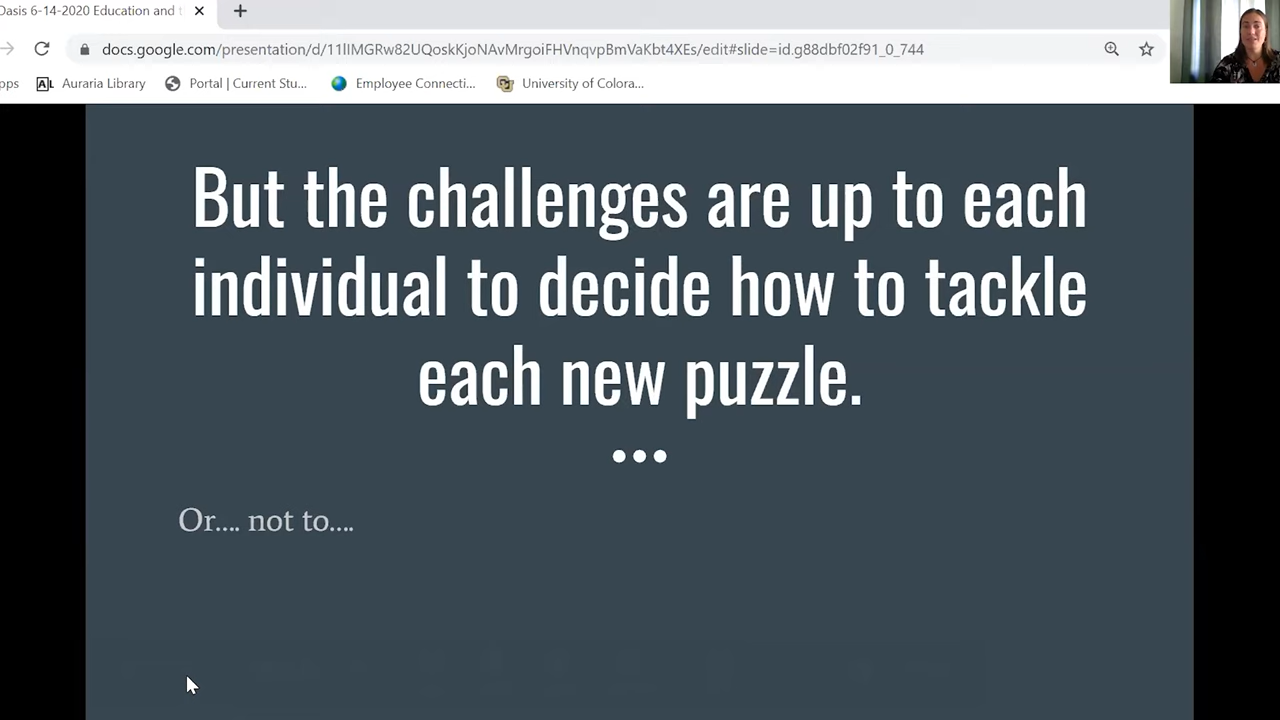 Oasis 6-14-2020 Education and t
docs.google.com/presentation/d/11lIMGRw82UQoskKjoNAvMrgoiFHVnqvpBmVaKbt4XEs/edit#slide=id.g88dbf02f91_0_744
pps AL Auraria Library Portal | Current Stu... Employee Connecti... University of Colora...
But the challenges are up to each
individual to decide how to tackle
each new puzzle.
Or.... not to....